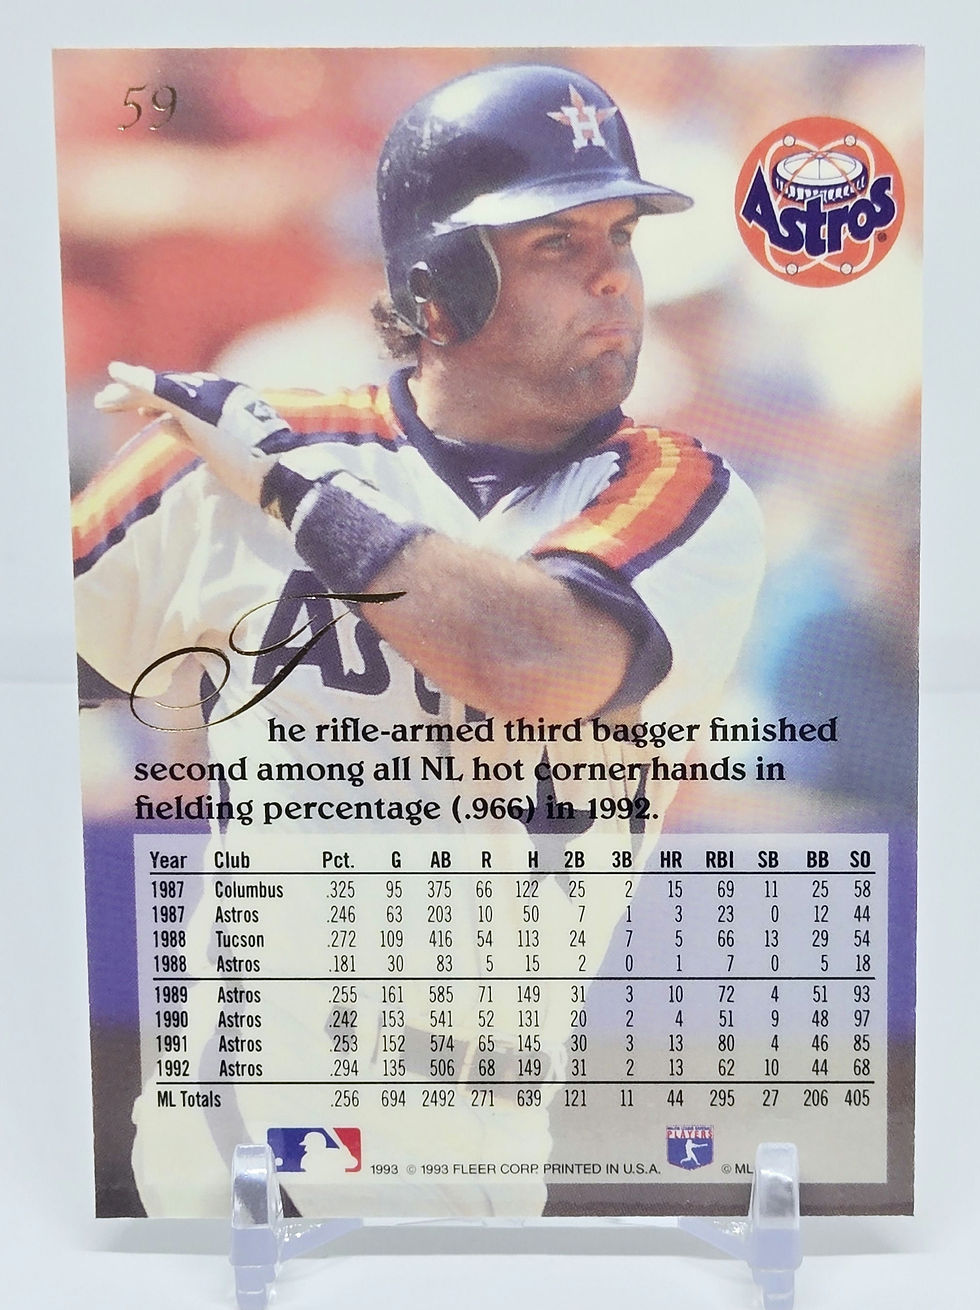 59
H
Astros
As
The rifle-armed third bagger finished
second among all NL hot corner hands in
fielding percentage (.966) in 1992.
Year Club Pct. G AB R H 2B 3B HR RBI SB BB SO
1987 Columbus .325 95 375 66 122 25 2 15 69 11 25 58
1987 Astros .246 63 203 10 50 7 1 3 23 0 12 44
1988 Tucson .272 109 416 54 113 24 7 5 66 13 29 54
1988 Astros .181 30 83 5 15 2 0 1 7 0 5 18
1989 Astros .255 161 585 71 149 31 3 10 72 4 51 93
1990 Astros .242 153 541 52 131 20 2 4 51 9 48 97
1991 Astros .253 152 574 65 145 30 3 13 80 4 46 85
1992 Astros .294 135 506 68 149 31 2 13 62 10 44 68
ML Totals .256 694 2492 271 639 121 11 44 295 27 206 405
PLAYERS
1993 © 1993 FLEER CORP. PRINTED IN U.S.A. © ML